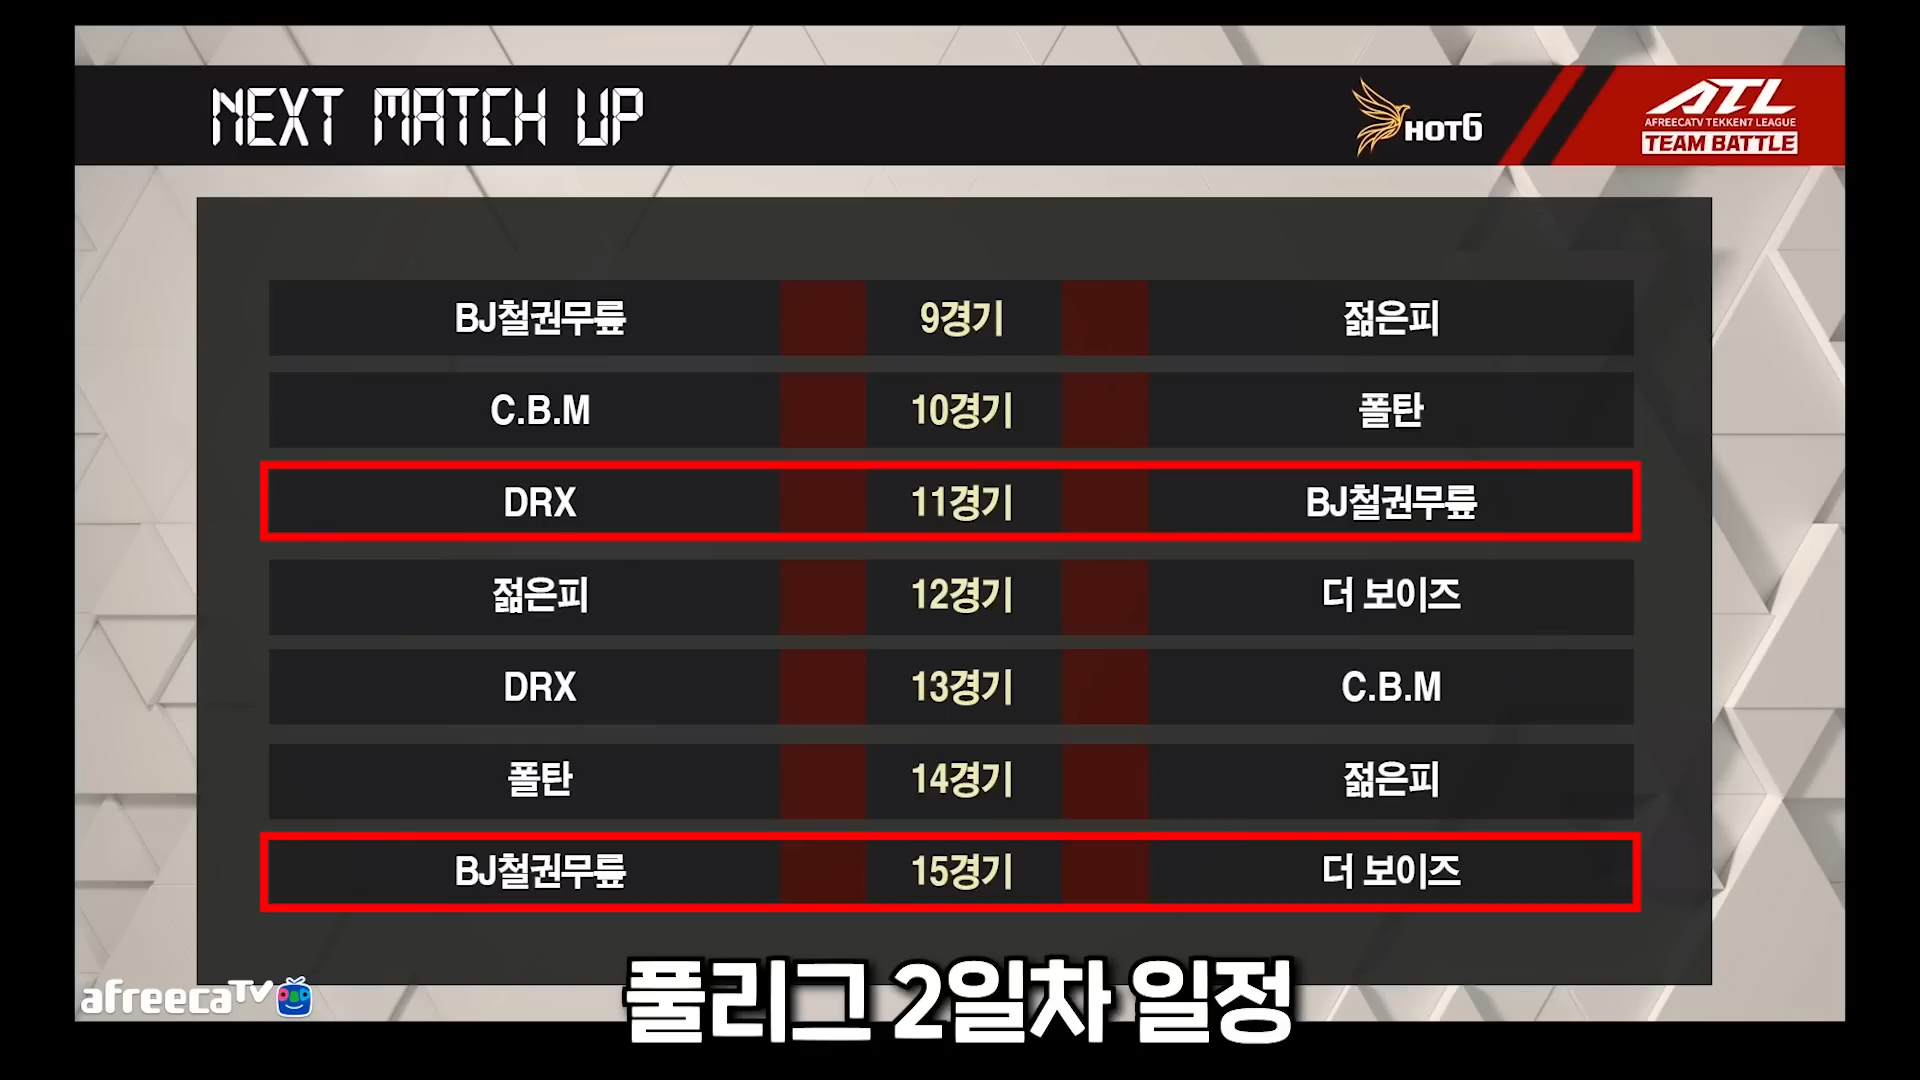 NEXT MATCH UP
HOT6
ATL
AFREECATV TEKKEN7 LEAGUE
TEAM BATTLE
BJ철권무릎 9경기 젊은피
C.B.M 10경기 폴탄
DRX 11경기 BJ철권무릎
젊은피 12경기 더 보이즈
DRX 13경기 C.B.M
폴탄 14경기 젊은피
BJ철권무릎 15경기 더 보이즈
afreecaTV
풀리그 2일차 일정